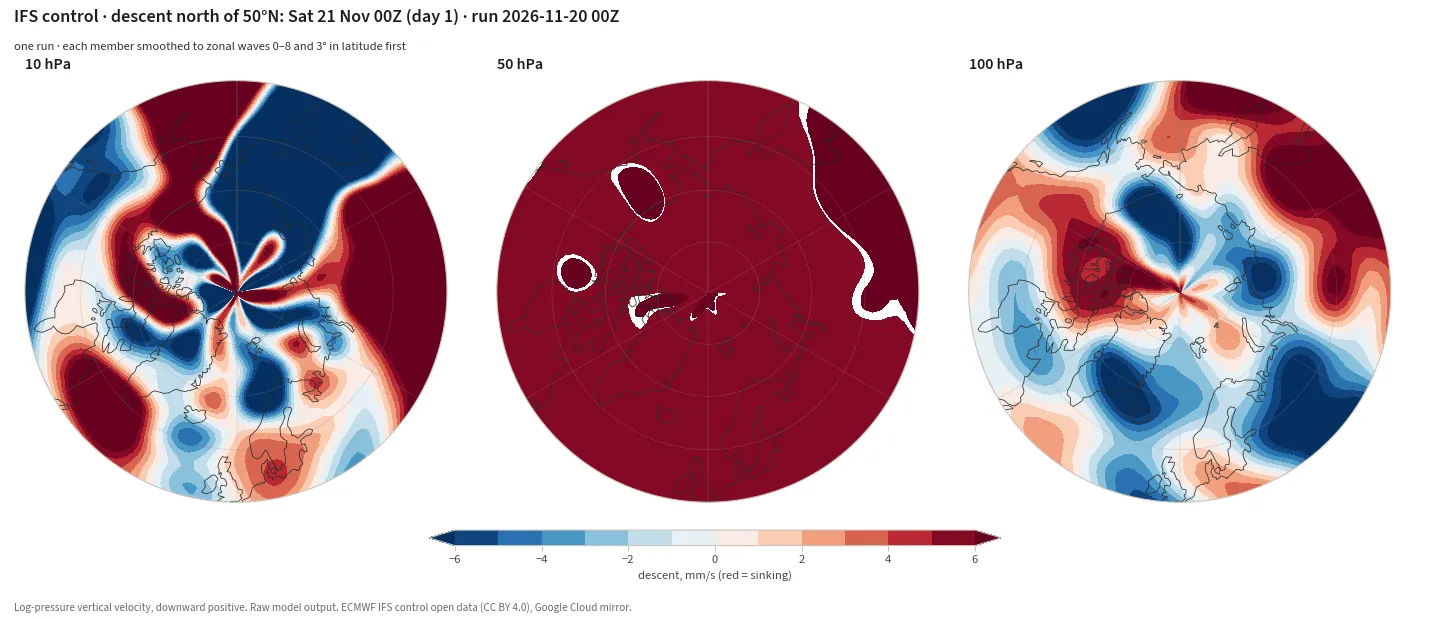 IFS control · descent north of 50°N: Sat 21 Nov 00Z (day 1) · run 2026-11-20 00Z
one run · each member smoothed to zonal waves 0–8 and 3° in latitude first
10 hPa
50 hPa
100 hPa
−6 −4 −2 0 2 4 6
descent, mm/s (red = sinking)
Log-pressure vertical velocity, downward positive. Raw model output. ECMWF IFS control open data (CC BY 4.0), Google Cloud mirror.